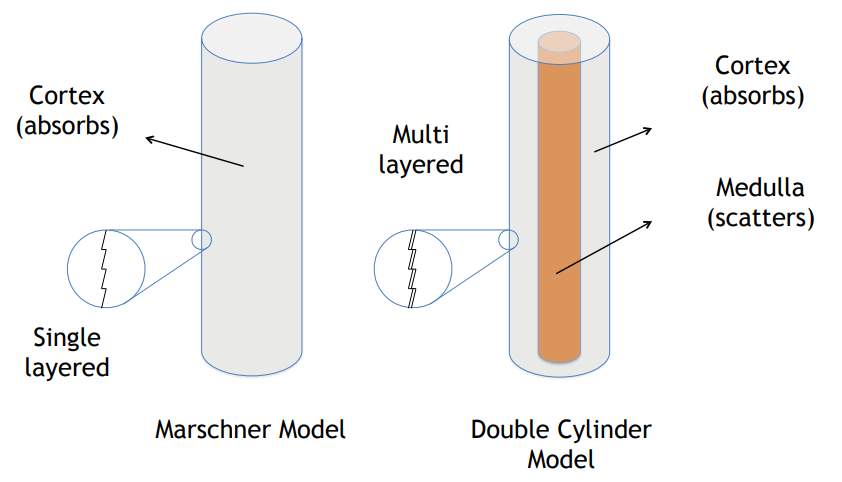 Cortex
(absorbs)
Single
layered
Marschner Model
Multi
layered
Cortex
(absorbs)
Medulla
(scatters)
Double Cylinder
Model